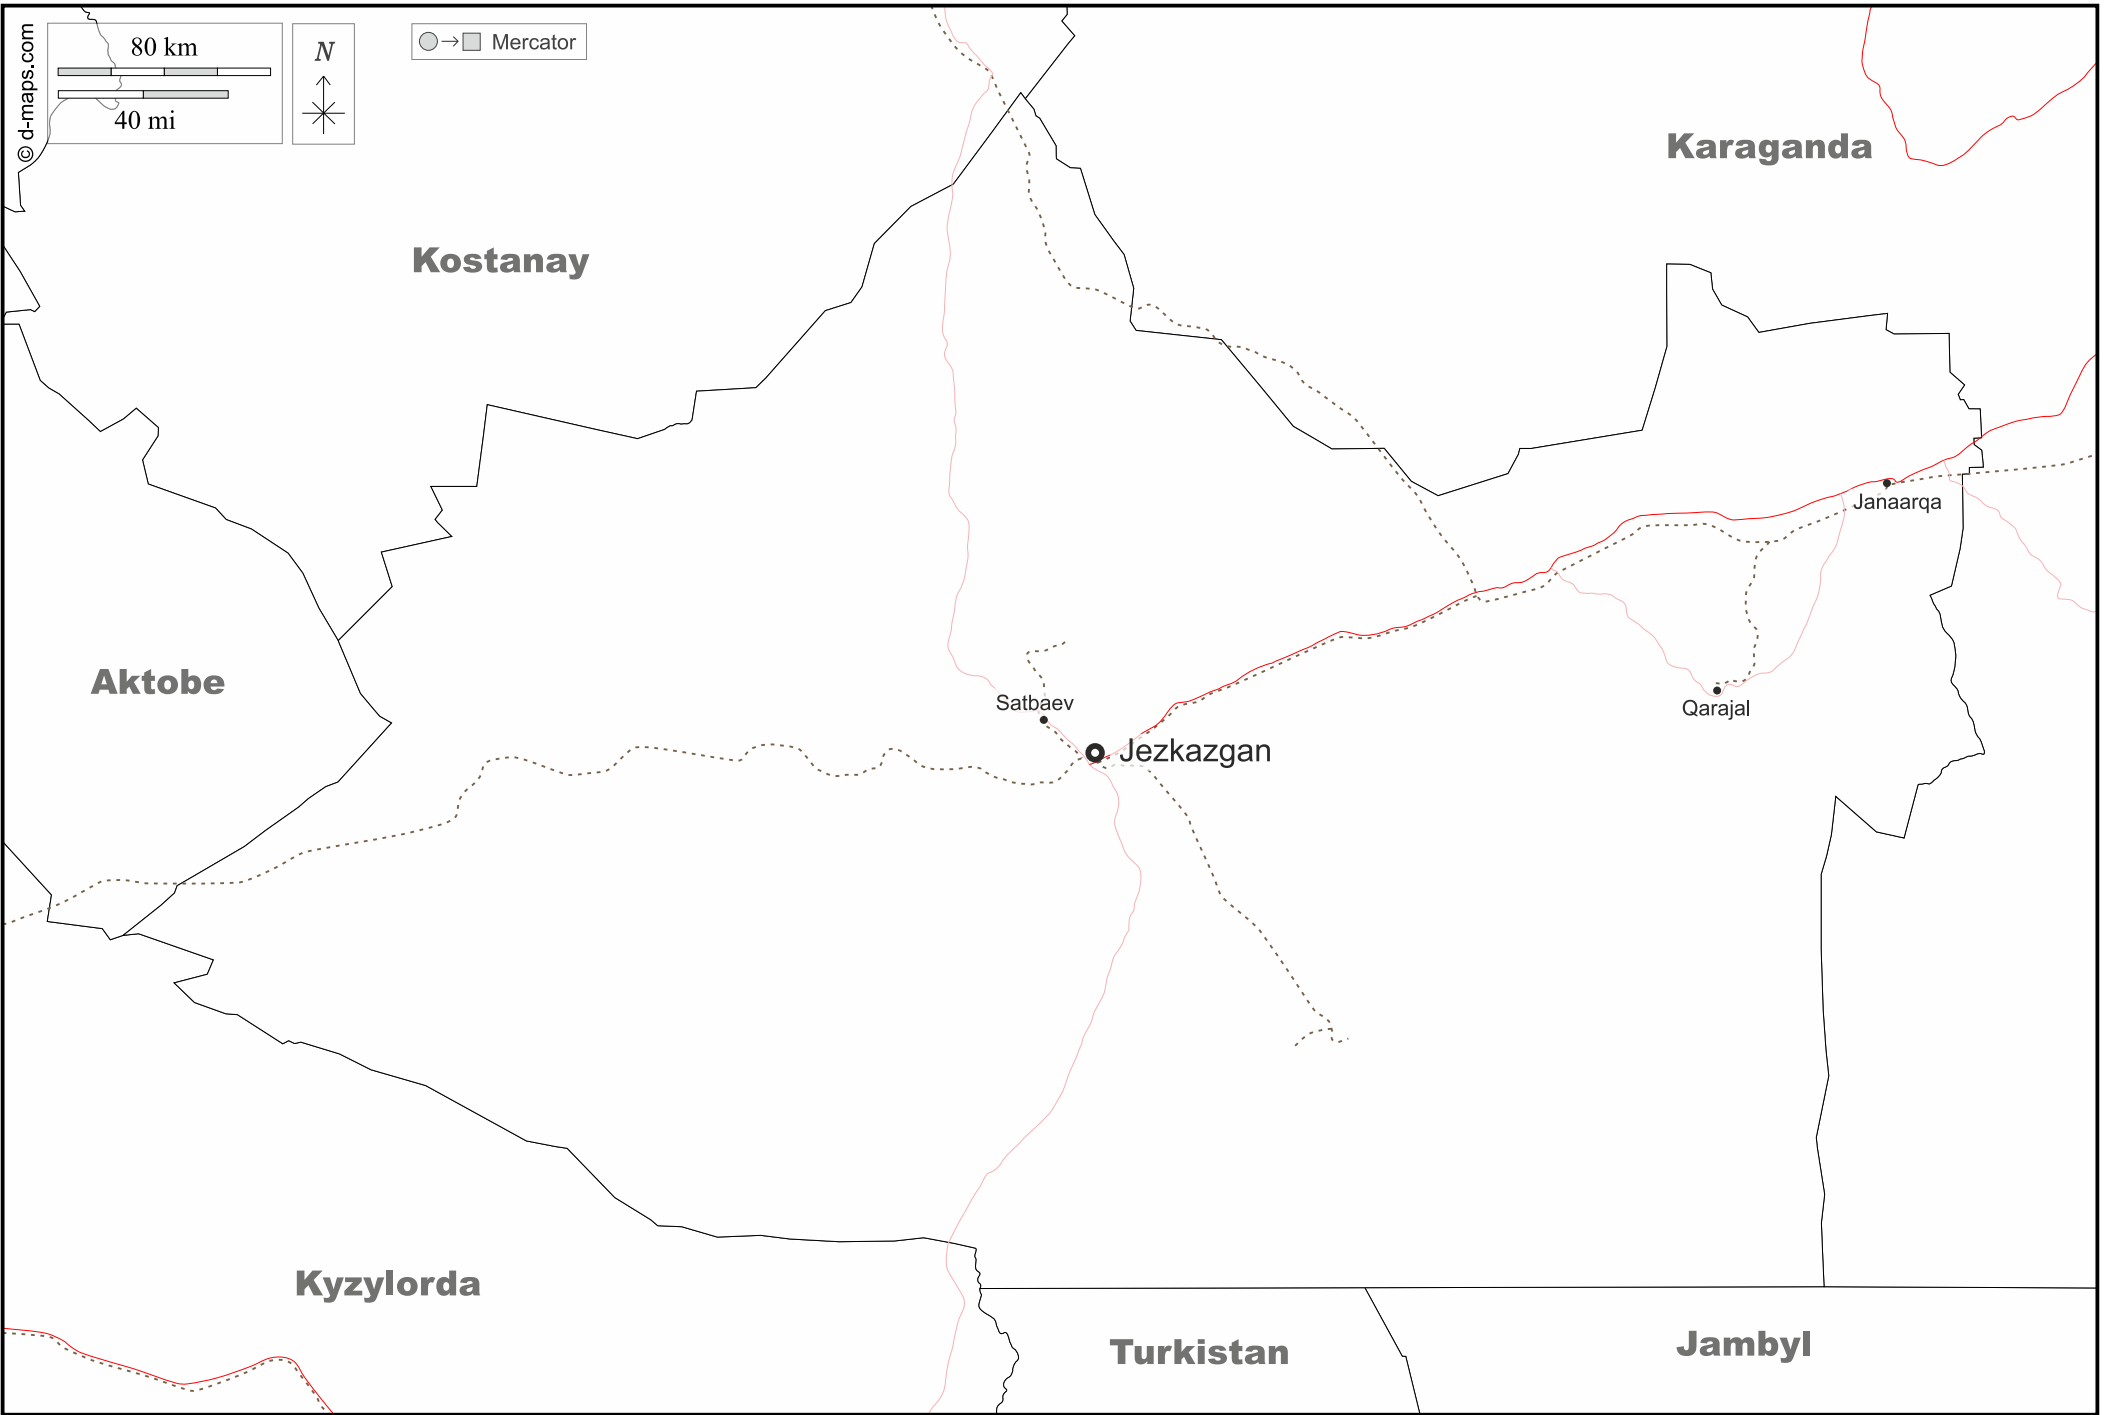 © d-maps.com
80 km
40 mi
N
Mercator
Karaganda
Kostanay
Janaarqa
Aktobe
Satbaev
Qarajal
Jezkazgan
Kyzylorda
Turkistan
Jambyl